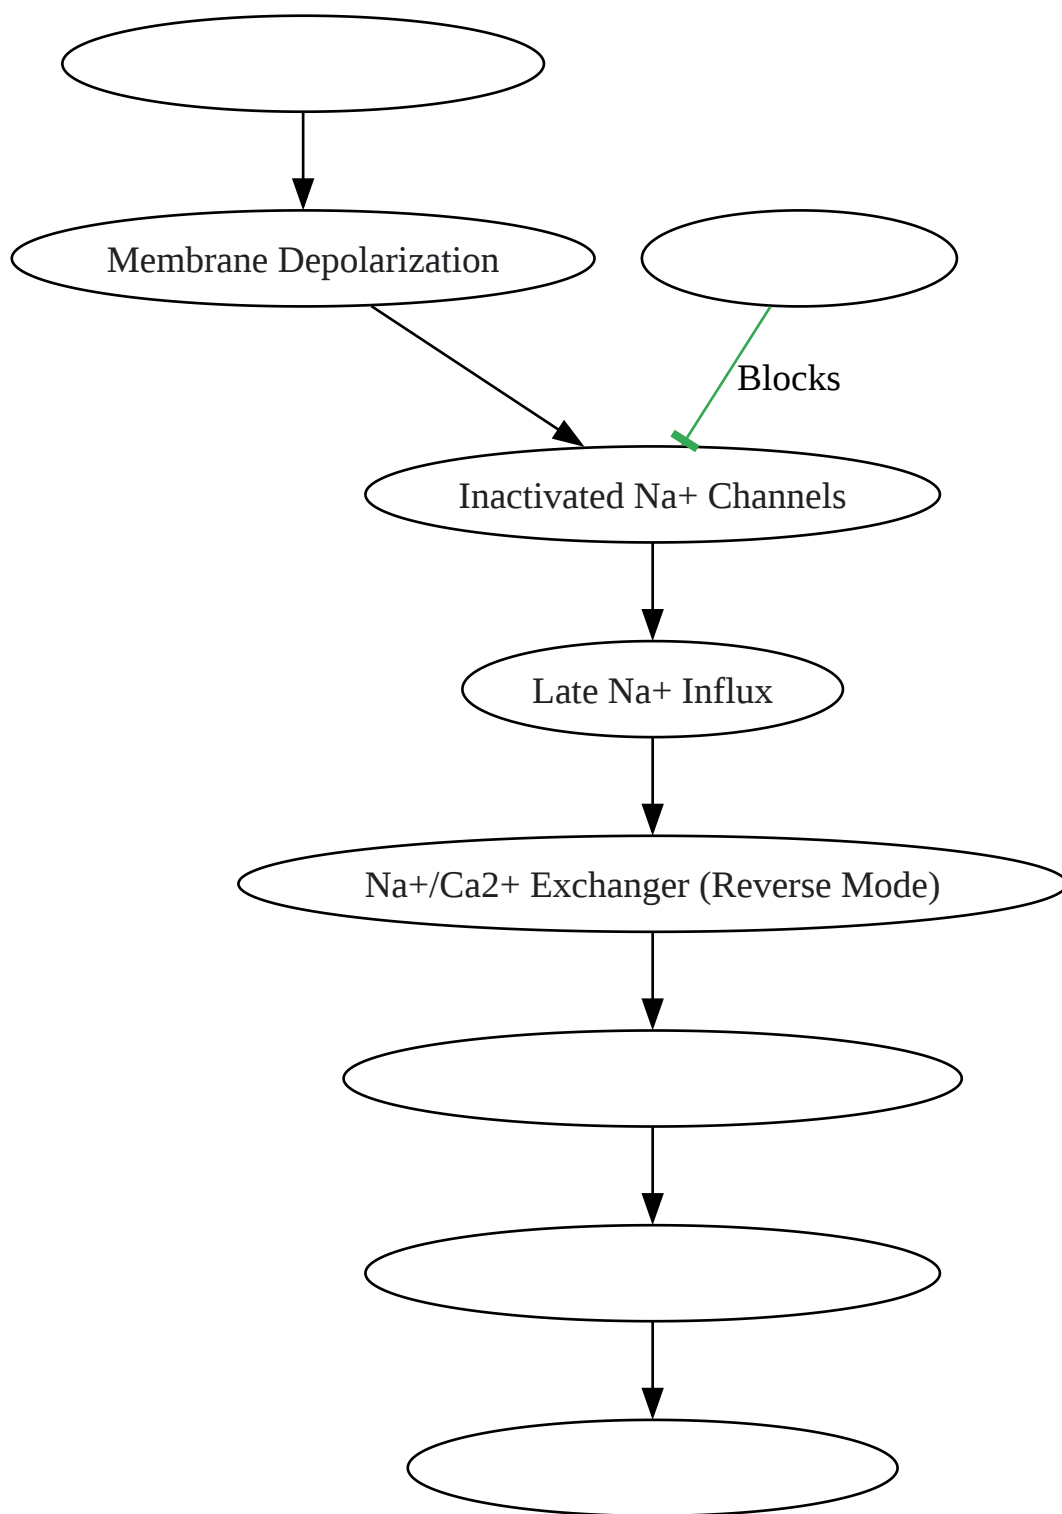 Membrane Depolarization
Blocks
Inactivated Na+ Channels
Late Na+ Influx
Na+/Ca2+ Exchanger (Reverse Mode)